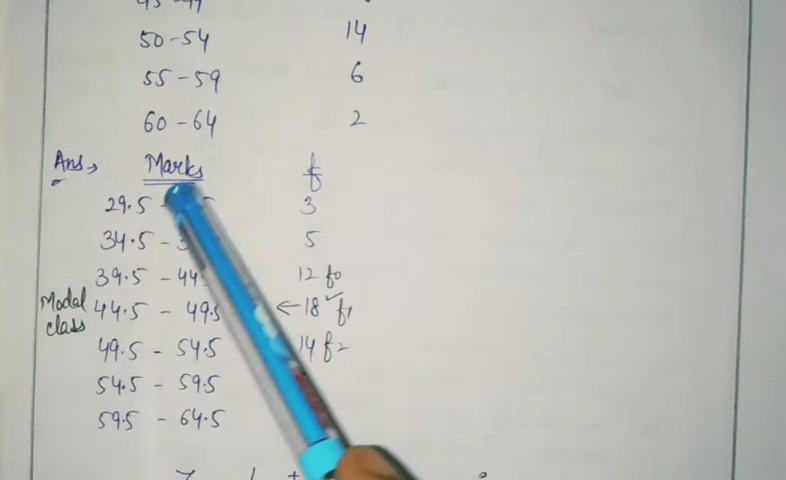 50-54 14
55-59 6
60-64 2
Ans → Marks f
29.5 - 3
34.5 - 3 5
39.5 - 44. 12 f0
Modal class 44.5 - 49.5 ← 18 ✓ f1
49.5 - 54.5 14 f2
54.5 - 59.5
59.5 - 64.5